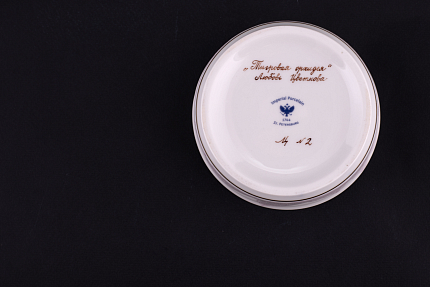 „Тигровая орхидея“
Любовь Цветкова
Imperial Porcelain
1744
St. Petersburg
№2